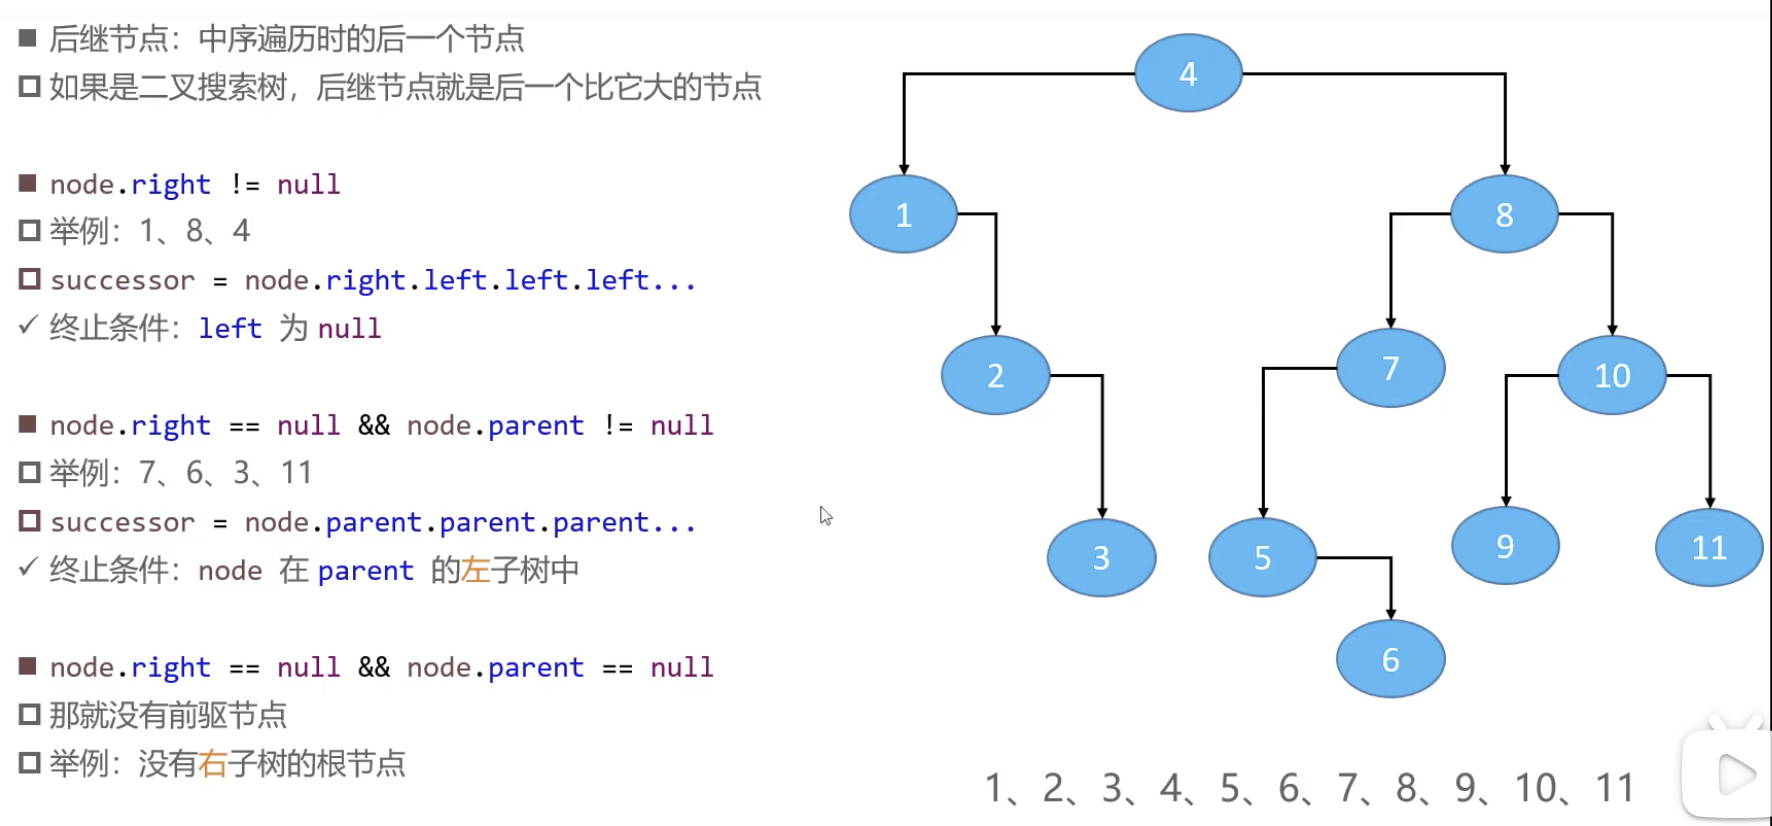 后继节点：中序遍历时的后一个节点
如果是二叉搜索树，后继节点就是后一个比它大的节点
node.right != null
举例：1、8、4
successor = node.right.left.left.left...
终止条件：left 为 null
node.right == null && node.parent != null
举例：7、6、3、11
successor = node.parent.parent.parent...
终止条件：node 在 parent 的左子树中
node.right == null && node.parent == null
那就没有前驱节点
举例：没有右子树的根节点
4
1
8
2
7
10
3
5
9
11
6
1、2、3、4、5、6、7、8、9、10、11